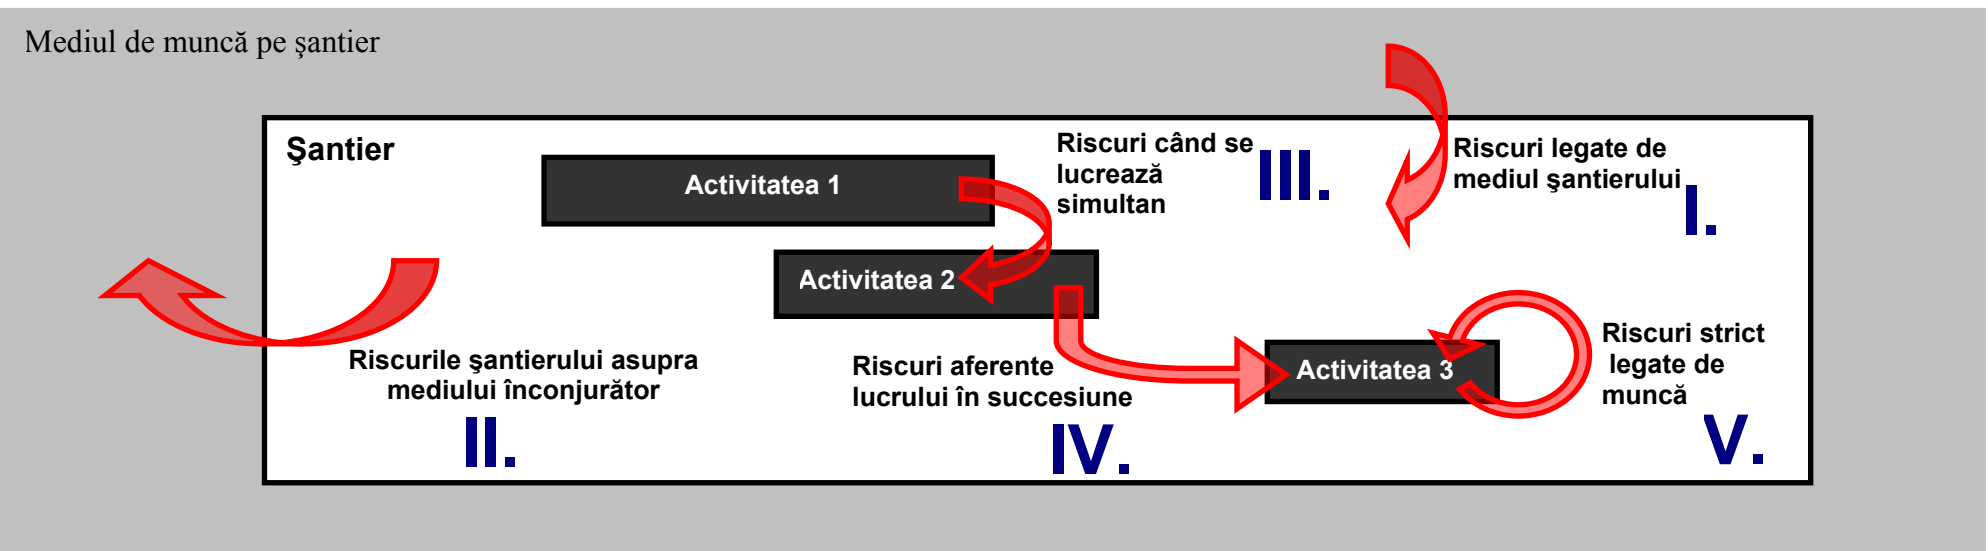 Mediul de muncă pe şantier
Şantier
Activitatea 1
Riscuri când se
lucrează
simultan
III.
Riscuri legate de
mediul şantierului
I.
Activitatea 2
Riscurile şantierului asupra
mediului înconjurător
II.
Riscuri aferente
lucrului în succesiune
IV.
Activitatea 3
Riscuri strict
legate de
muncă
V.